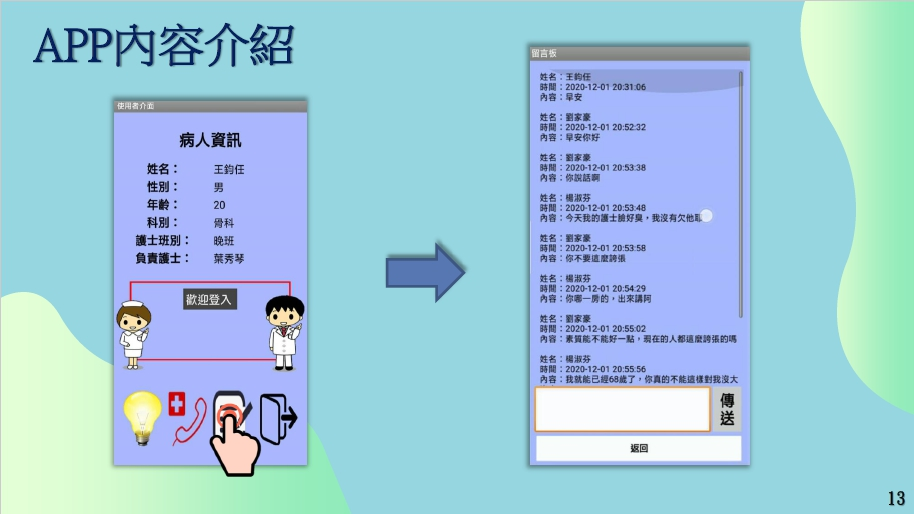 APP內容介紹
使用者介面
病人資訊
姓名： 王鈞任
性別： 男
年齡： 20
科別： 骨科
護士班別： 晚班
負責護士： 葉秀琴
歡迎登入
留言板
姓名：王鈞任
時間：2020-12-01 20:31:06
內容：早安
姓名：劉家豪
時間：2020-12-01 20:52:32
內容：早安你好
姓名：劉家豪
時間：2020-12-01 20:53:38
內容：你說話啊
姓名：楊淑芬
時間：2020-12-01 20:53:48
內容：今天我的護士臉好臭，我沒有欠他
姓名：劉家豪
時間：2020-12-01 20:53:58
內容：你不要這麼誇張
姓名：楊淑芬
時間：2020-12-01 20:54:29
內容：你哪一房的，出來講阿
姓名：劉家豪
時間：2020-12-01 20:55:02
內容：素質能不能好一點，現在的人都這麼誇張的嗎
姓名：楊淑芬
時間：2020-12-01 20:55:56
內容：我就能已經68歲了，你真的不能這樣對我沒大
傳
送
返回
13